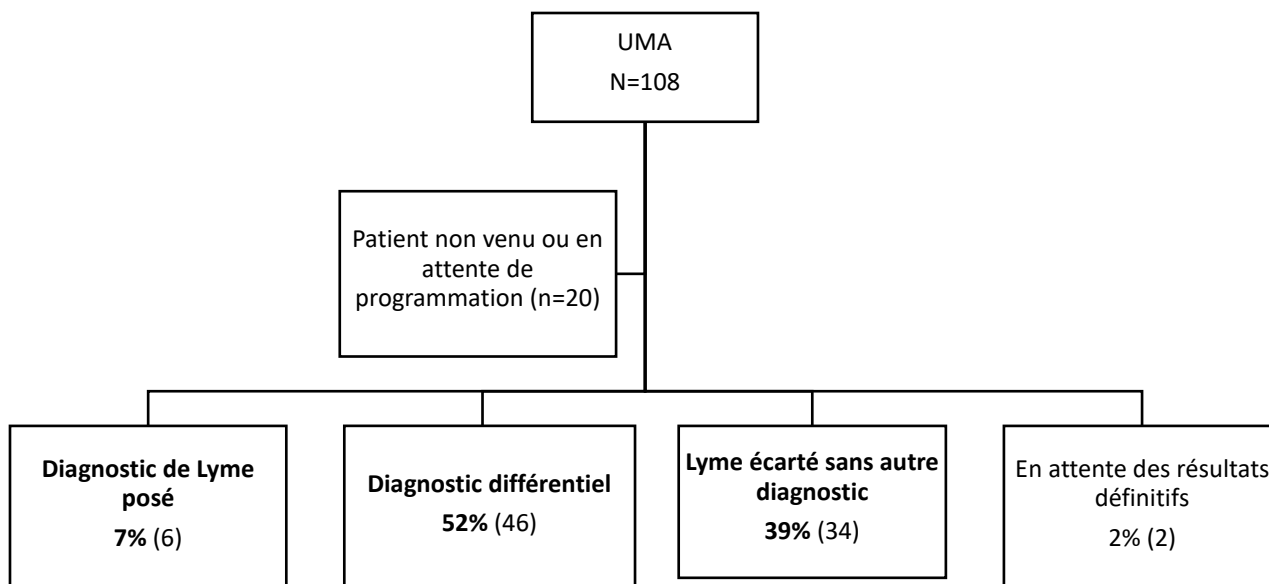 UMA
N=108
Patient non venu ou en
attente de
programmation (n=20)
Diagnostic de Lyme
posé
7% (6)
Diagnostic différentiel
52% (46)
Lyme écarté sans autre
diagnostic
39% (34)
En attente des résultats
définitifs
2% (2)